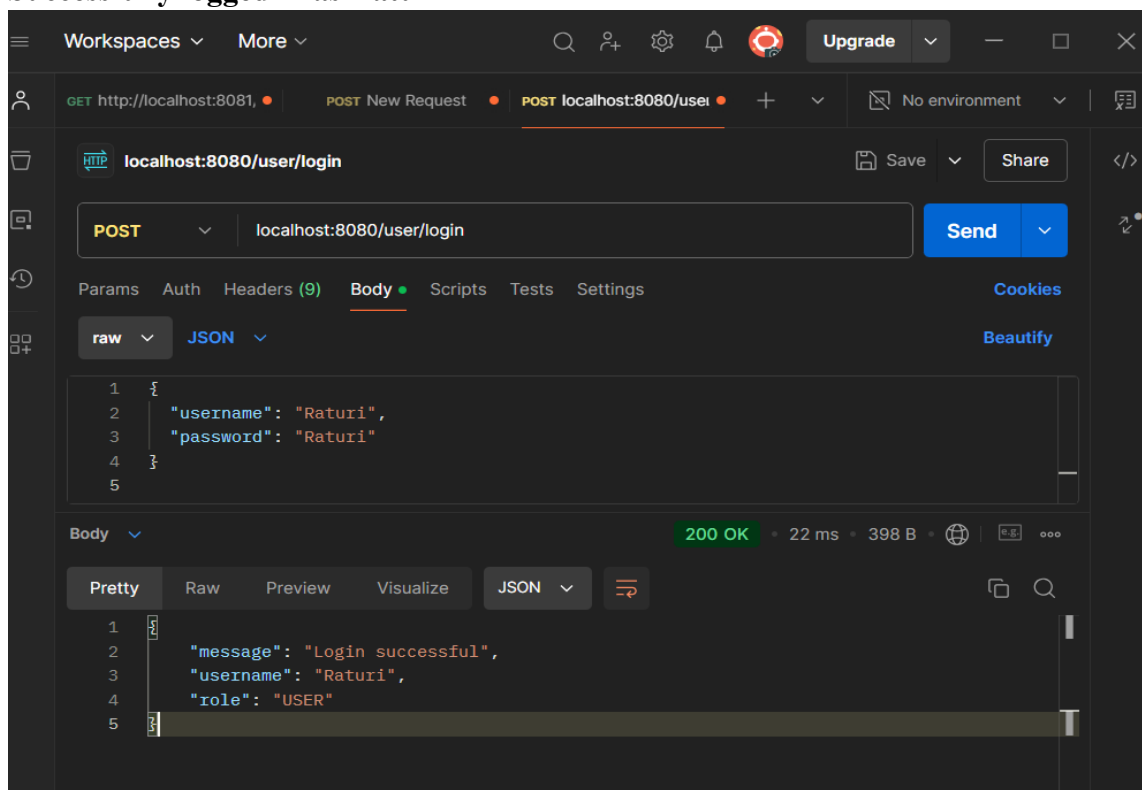 Workspaces More Upgrade
GET http://localhost:8081, POST New Request POST localhost:8080/use No environment
HTTP localhost:8080/user/login Save Share
POST localhost:8080/user/login Send
Params Auth Headers (9) Body Scripts Tests Settings Cookies
raw JSON Beautify
1 {
2 "username": "Raturi",
3 "password": "Raturi"
4 }
5
Body 200 OK • 22 ms • 398 B • e.g.
Pretty Raw Preview Visualize JSON
1 {
2 "message": "Login successful",
3 "username": "Raturi",
4 "role": "USER"
5 }